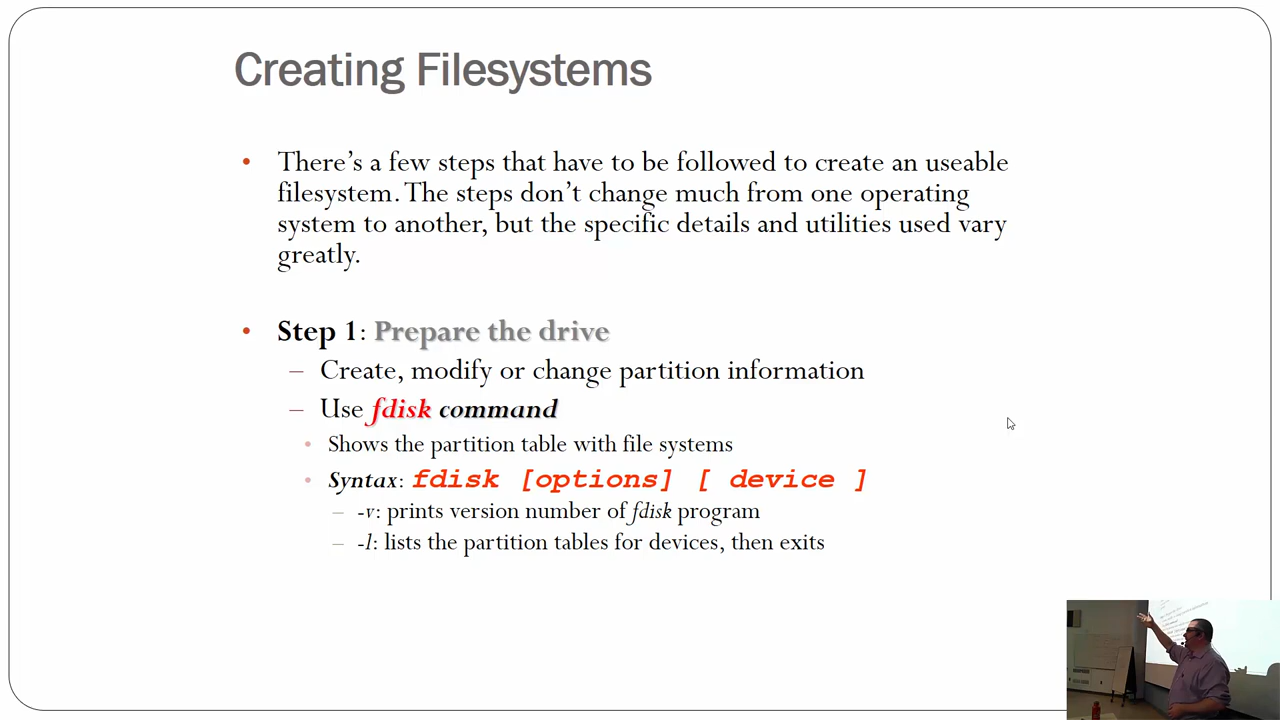 Creating Filesystems
• There's a few steps that have to be followed to create an useable
filesystem. The steps don't change much from one operating
system to another, but the specific details and utilities used vary
greatly.
• Step 1: Prepare the drive
– Create, modify or change partition information
– Use fdisk command
• Shows the partition table with file systems
• Syntax: fdisk [options] [ device ]
– -v: prints version number of fdisk program
– -l: lists the partition tables for devices, then exits